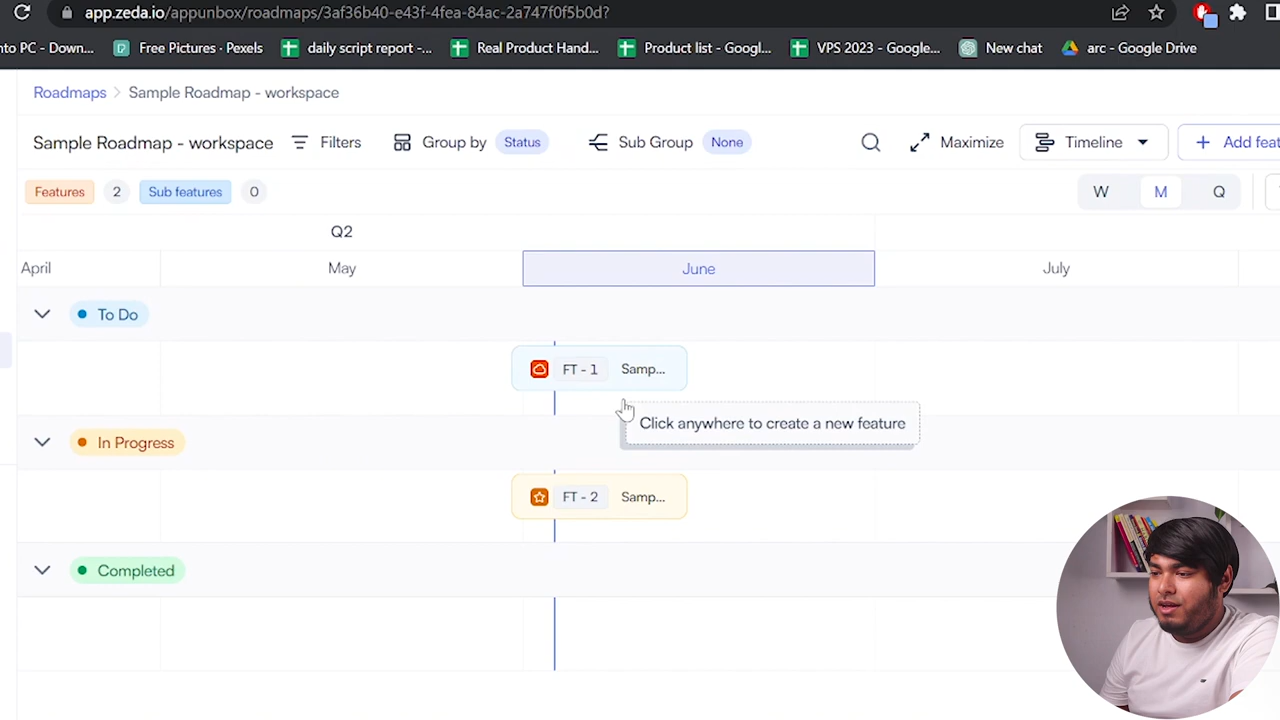 app.zeda.io/appunbox/roadmaps/3af36b40-e43f-4fea-84ac-2a747f0f5b0d?
nto PC - Down... Free Pictures - Pexels daily script report -... Real Product Hand... Product list - Googl... VPS 2023 - Google... New chat arc - Google Drive
Roadmaps > Sample Roadmap - workspace
Sample Roadmap - workspace Filters Group by Status Sub Group None Maximize Timeline + Add feat
Features 2 Sub features 0 W M Q
Q2
April May June July
To Do
FT - 1 Samp...
Click anywhere to create a new feature
In Progress
FT - 2 Samp...
Completed